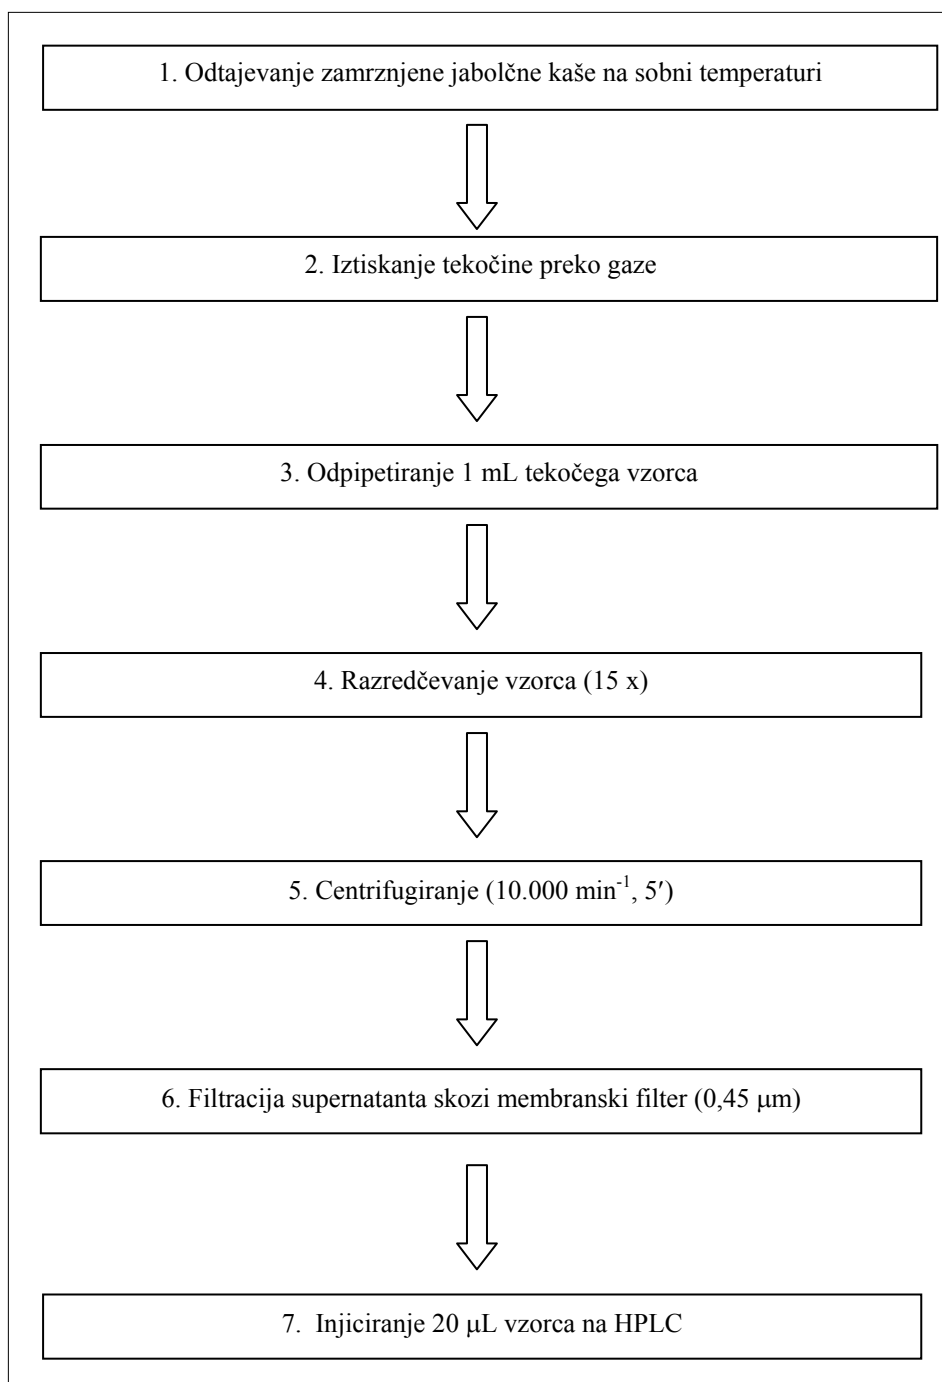 1. Odtajevanje zamrznjene jabolčne kaše na sobni temperaturi
2. Iztiskanje tekočine preko gaze
3. Odpipetiranje 1 mL tekočega vzorca
4. Razredčevanje vzorca (15 x)
5. Centrifugiranje (10.000 min⁻¹, 5′)
6. Filtracija supernatanta skozi membranski filter (0,45 μm)
7. Injiciranje 20 μL vzorca na HPLC